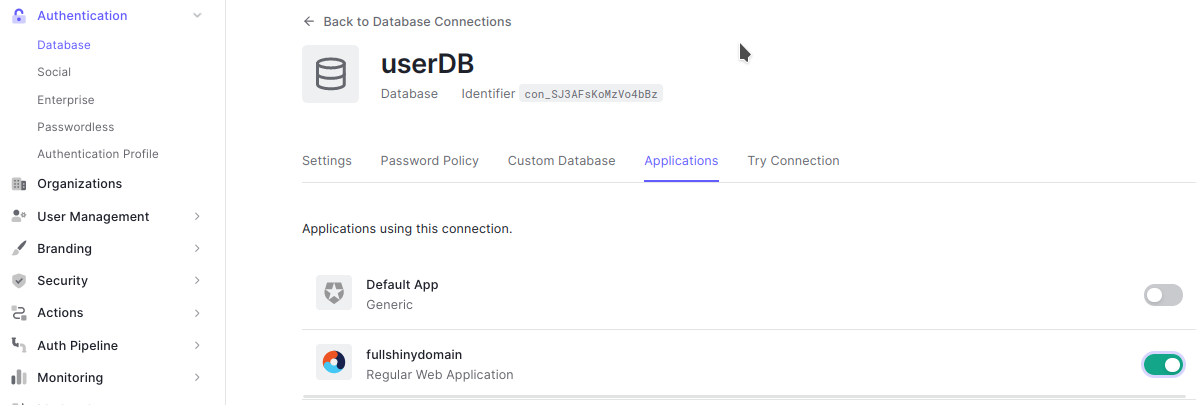 Authentication
Database
Social
Enterprise
Passwordless
Authentication Profile
Organizations
User Management
Branding
Security
Actions
Auth Pipeline
Monitoring
Back to Database Connections
userDB
Database Identifier con_SJ3AFsKoMzVo4bBz
Settings Password Policy Custom Database Applications Try Connection
Applications using this connection.
Default App
Generic
fullshinydomain
Regular Web Application